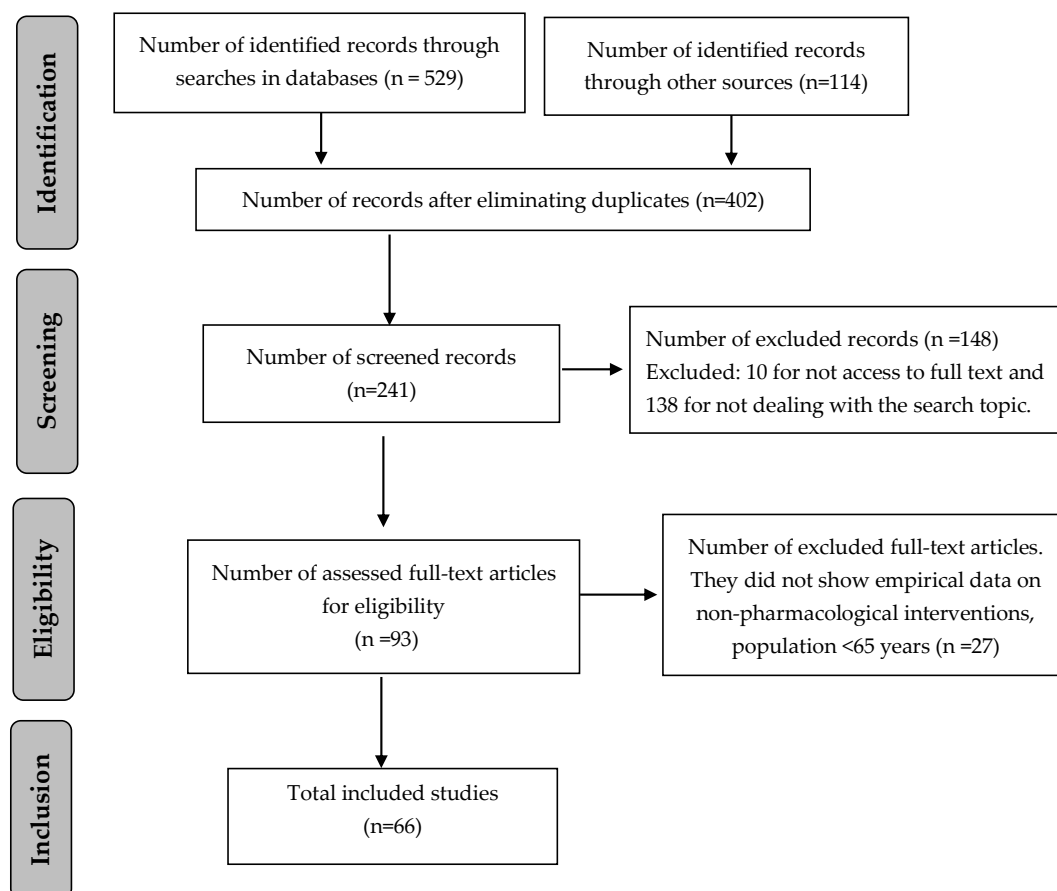 Identification
Number of identified records through
searches in databases (n = 529)
Number of identified records
through other sources (n=114)
Number of records after eliminating duplicates (n=402)
Screening
Number of screened records
(n=241)
Number of excluded records (n =148)
Excluded: 10 for not access to full text and
138 for not dealing with the search topic.
Eligibility
Number of assessed full-text articles
for eligibility
(n =93)
Number of excluded full-text articles.
They did not show empirical data on
non-pharmacological interventions,
population <65 years (n =27)
Inclusion
Total included studies
(n=66)